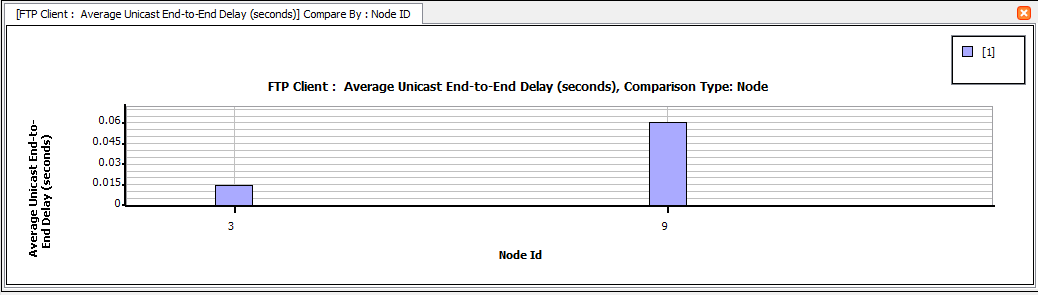 [FTP Client :  Average Unicast End-to-End Delay (seconds)] Compare By : Node ID
[1]
FTP Client :  Average Unicast End-to-End Delay (seconds), Comparison Type: Node
Average Unicast End-to-
End Delay (seconds)
0.06
0.045
0.03
0.015
0
3
9
Node Id